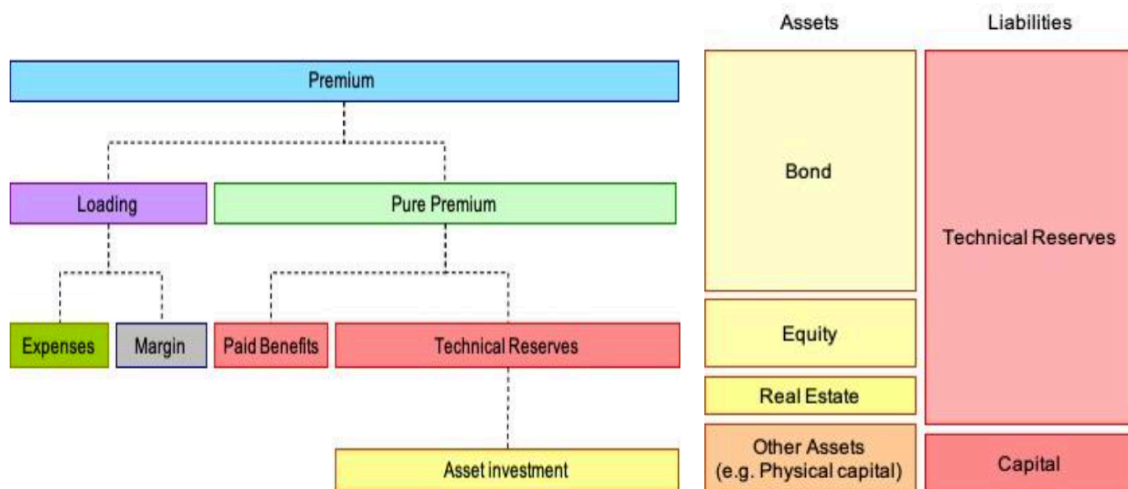 Assets
Liabilities
Premium
Loading
Pure Premium
Expenses
Margin
Paid Benefits
Technical Reserves
Asset investment
Bond
Equity
Real Estate
Other Assets
(e.g. Physical capital)
Technical Reserves
Capital